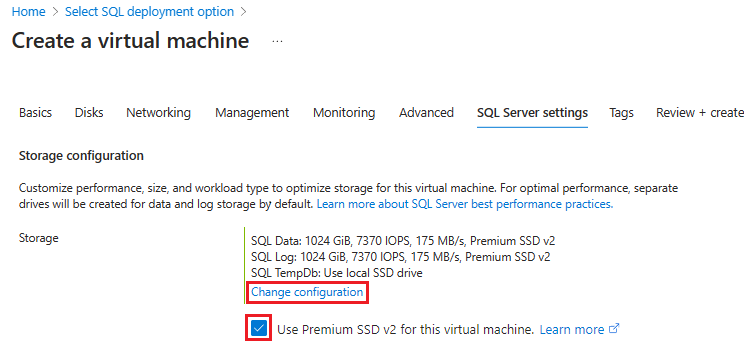 Home > Select SQL deployment option >
Create a virtual machine ...
Basics Disks Networking Management Monitoring Advanced SQL Server settings Tags Review + create
Storage configuration
Customize performance, size, and workload type to optimize storage for this virtual machine. For optimal performance, separate
drives will be created for data and log storage by default. Learn more about SQL Server best performance practices.
Storage
SQL Data: 1024 GiB, 7370 IOPS, 175 MB/s, Premium SSD v2
SQL Log: 1024 GiB, 7370 IOPS, 175 MB/s, Premium SSD v2
SQL TempDb: Use local SSD drive
Change configuration
Use Premium SSD v2 for this virtual machine. Learn more